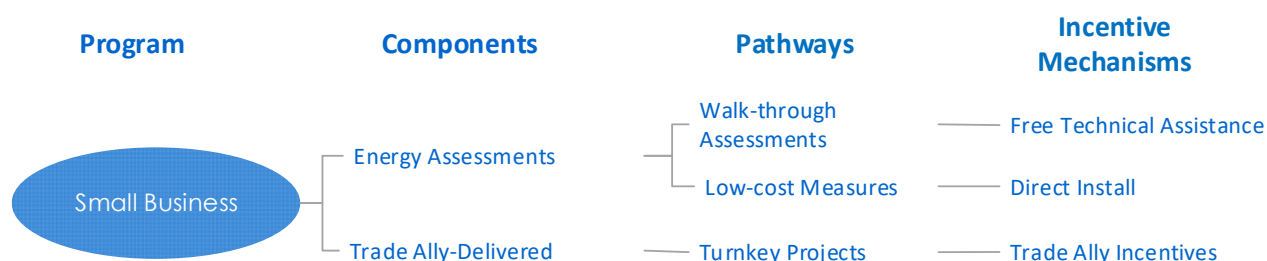 Program
Components
Pathways
Incentive
Mechanisms
Small Business
Energy Assessments
Walk-through
Assessments
Free Technical Assistance
Low-cost Measures
Direct Install
Trade Ally-Delivered
Turnkey Projects
Trade Ally Incentives